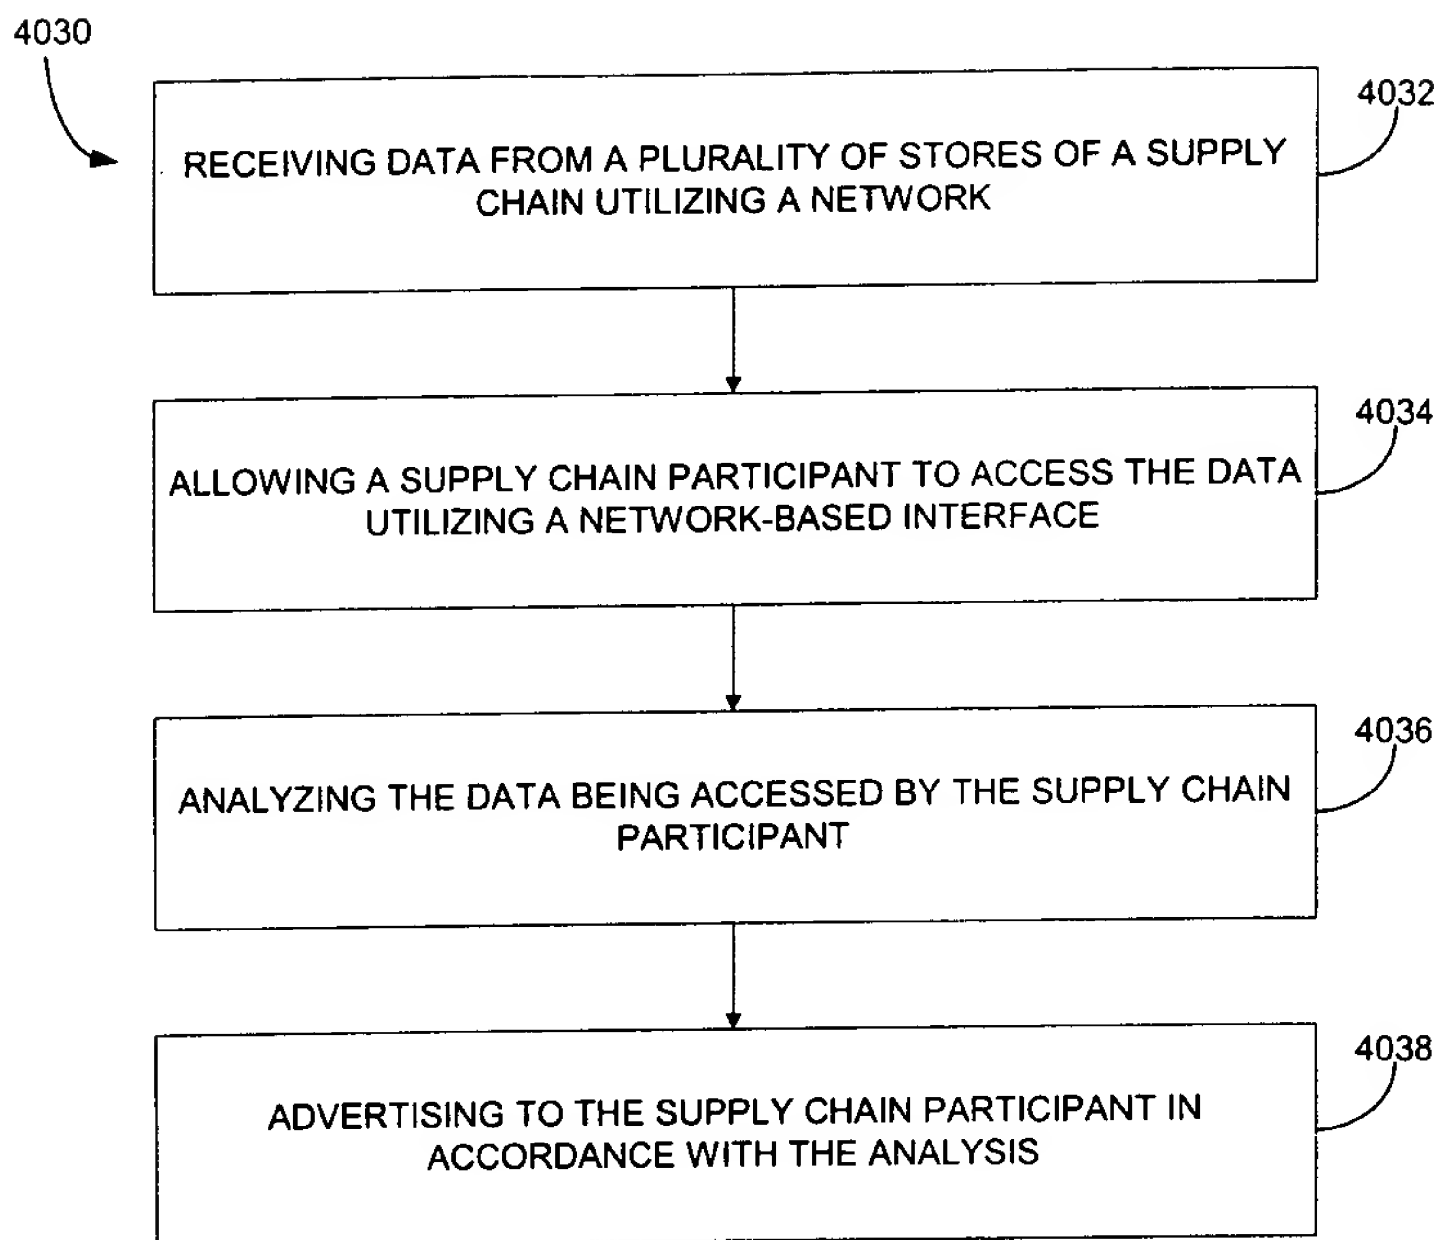 4030
4032
RECEIVING DATA FROM A PLURALITY OF STORES OF A SUPPLY
CHAIN UTILIZING A NETWORK
4034
ALLOWING A SUPPLY CHAIN PARTICIPANT TO ACCESS THE DATA
UTILIZING A NETWORK-BASED INTERFACE
4036
ANALYZING THE DATA BEING ACCESSED BY THE SUPPLY CHAIN
PARTICIPANT
4038
ADVERTISING TO THE SUPPLY CHAIN PARTICIPANT IN
ACCORDANCE WITH THE ANALYSIS